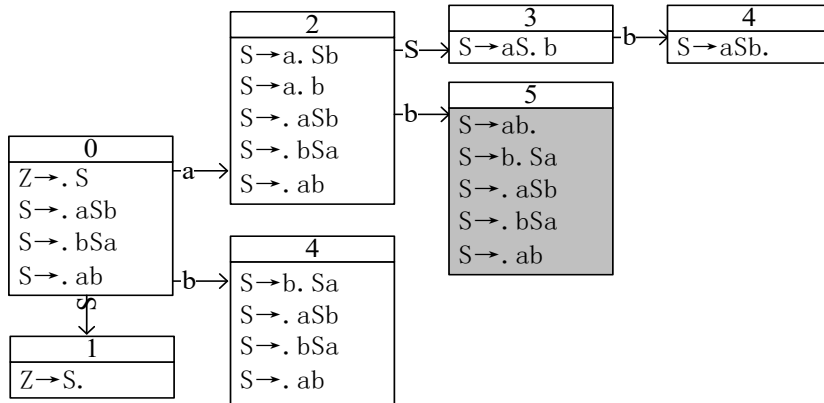 0
Z→.S
S→.aSb
S→.bSa
S→.ab
a
b
S
1
Z→S.
2
S→a.Sb
S→a.b
S→.aSb
S→.bSa
S→.ab
S
b
3
S→aS.b
b
4
S→aSb.
5
S→ab.
S→b.Sa
S→.aSb
S→.bSa
S→.ab
4
S→b.Sa
S→.aSb
S→.bSa
S→.ab